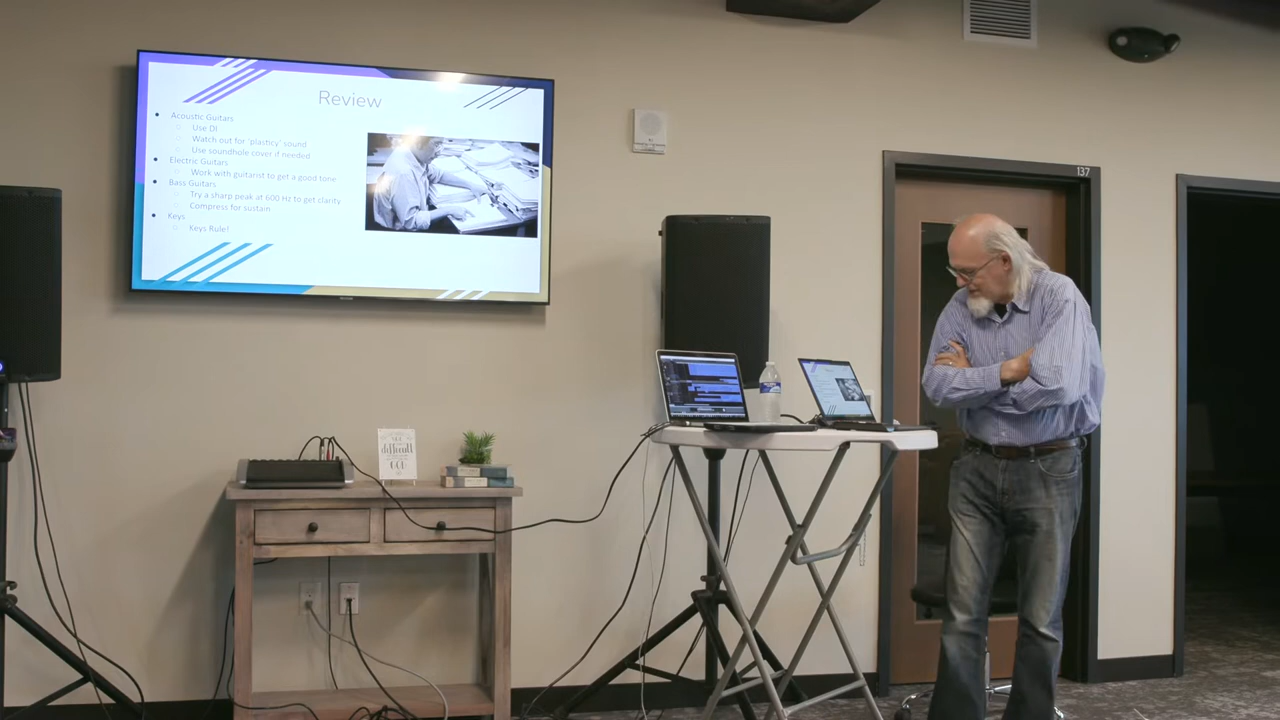 Review
Acoustic Guitars
Use DI
Watch out for 'plasticy' sound
Use soundhole cover if needed
Electric Guitars
Work with guitarist to get a good tone
Bass Guitars
Try a sharp peak at 600 Hz to get clarity
Compress for sustain
Keys
Keys Rule!
137
difficult
GOD